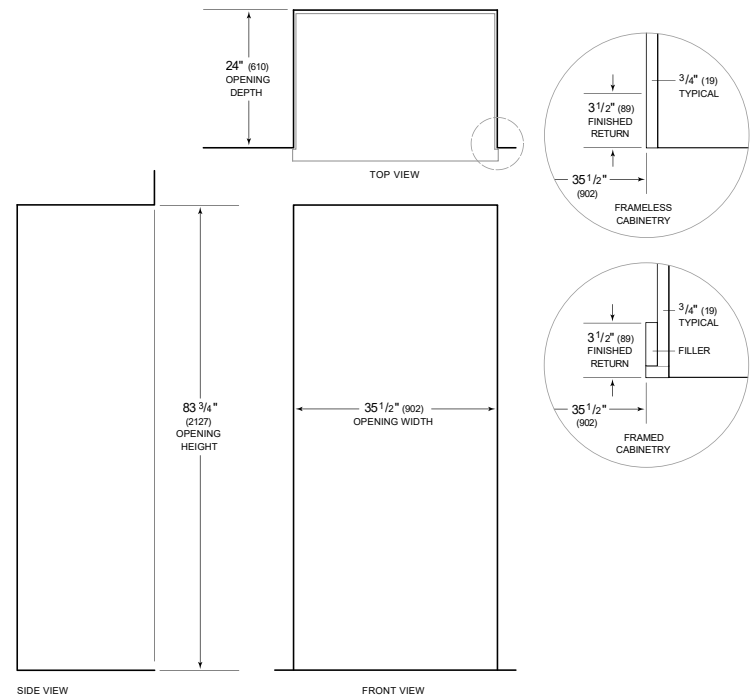 24" (610)
OPENING
DEPTH
TOP VIEW
3/4" (19)
TYPICAL
3 1/2" (89)
FINISHED
RETURN
35 1/2"
(902)
FRAMELESS
CABINETRY
3/4" (19)
TYPICAL
3 1/2" (89)
FINISHED
RETURN
FILLER
35 1/2"
(902)
FRAMED
CABINETRY
83 3/4"
(2127)
OPENING
HEIGHT
35 1/2" (902)
OPENING WIDTH
SIDE VIEW
FRONT VIEW